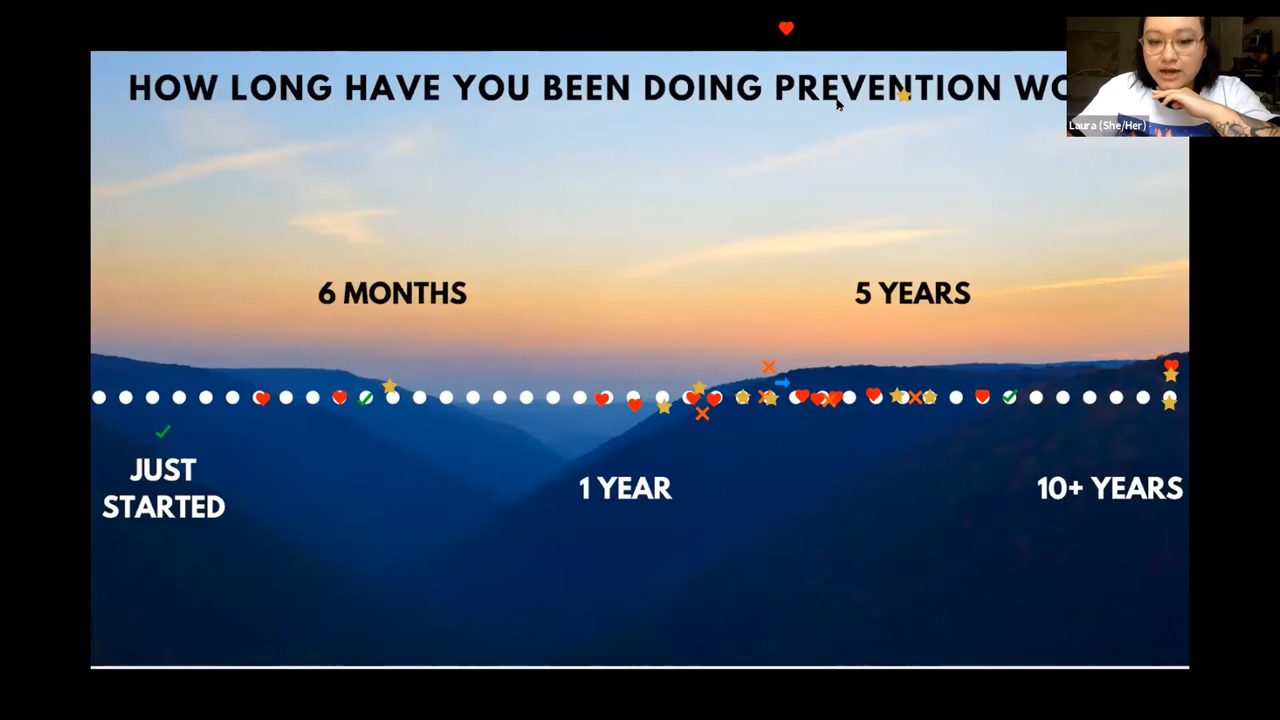 HOW LONG HAVE YOU BEEN DOING PREVENTION
Laura (She/Her)
6 MONTHS
5 YEARS
JUST
STARTED
1 YEAR
10+ YEARS